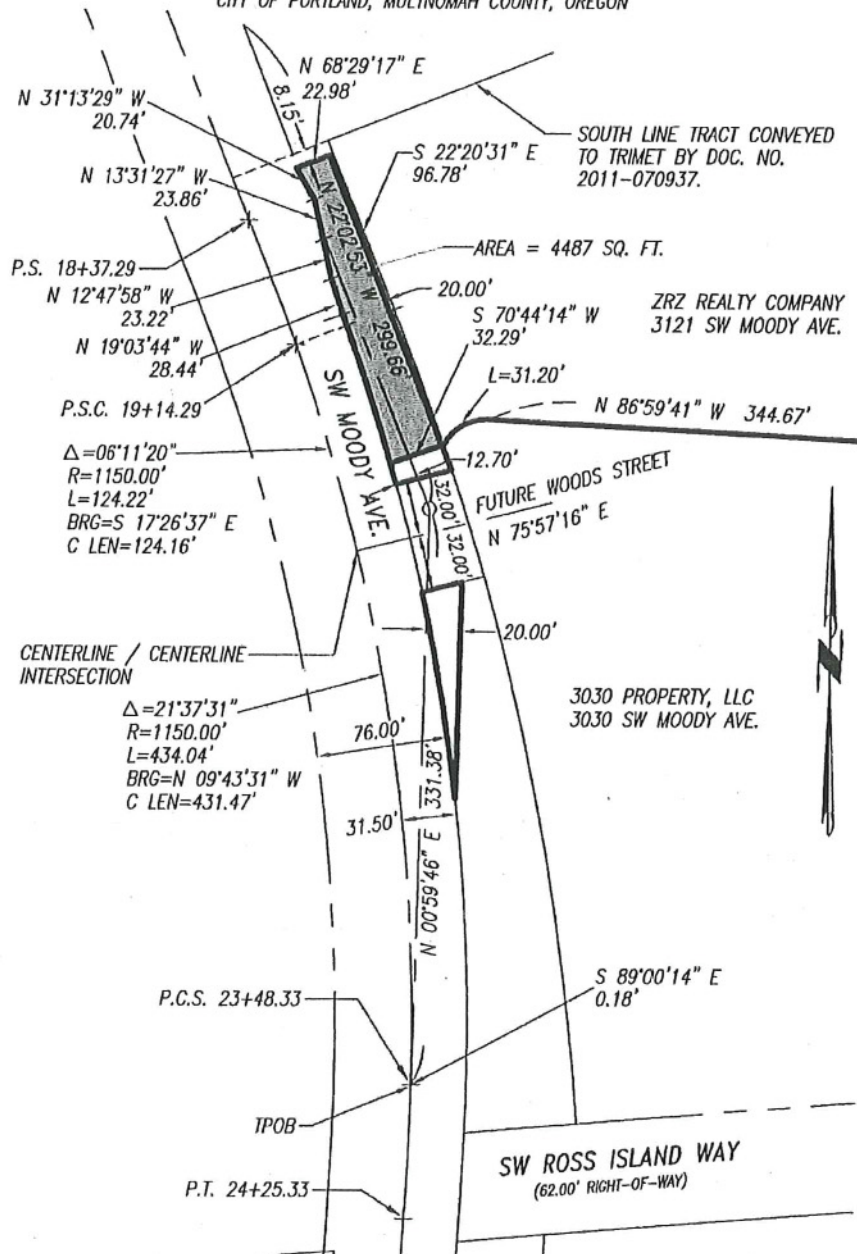 CITY OF PORTLAND, MULTNOMAH COUNTY, OREGON
N 68°29'17" E
22.98'
N 31°13'29" W
20.74'
8.15'
SOUTH LINE TRACT CONVEYED
TO TRIMET BY DOC. NO.
2011-070937.
S 22°20'31" E
96.78'
N 13°31'27" W
23.86'
N 22°02'53" W 299.66'
AREA = 4487 SQ. FT.
P.S. 18+37.29
20.00'
N 12°47'58" W
23.22'
S 70°44'14" W
32.29'
ZRZ REALTY COMPANY
3121 SW MOODY AVE.
N 19°03'44" W
28.44'
L=31.20'
P.S.C. 19+14.29
SW MOODY AVE.
N 86°59'41" W 344.67'
Δ=06°11'20"
R=1150.00'
L=124.22'
BRG=S 17°26'37" E
C LEN=124.16'
12.70'
32.00'
32.00'
FUTURE WOODS STREET
N 75°57'16" E
20.00'
CENTERLINE / CENTERLINE
INTERSECTION
Δ=21°37'31"
R=1150.00'
L=434.04'
BRG=N 09°43'31" W
C LEN=431.47'
76.00'
3030 PROPERTY, LLC
3030 SW MOODY AVE.
N
31.50'
N 00°59'46" E 331.38'
P.C.S. 23+48.33
S 89°00'14" E
0.18'
TPOB
SW ROSS ISLAND WAY
(62.00' RIGHT-OF-WAY)
P.T. 24+25.33